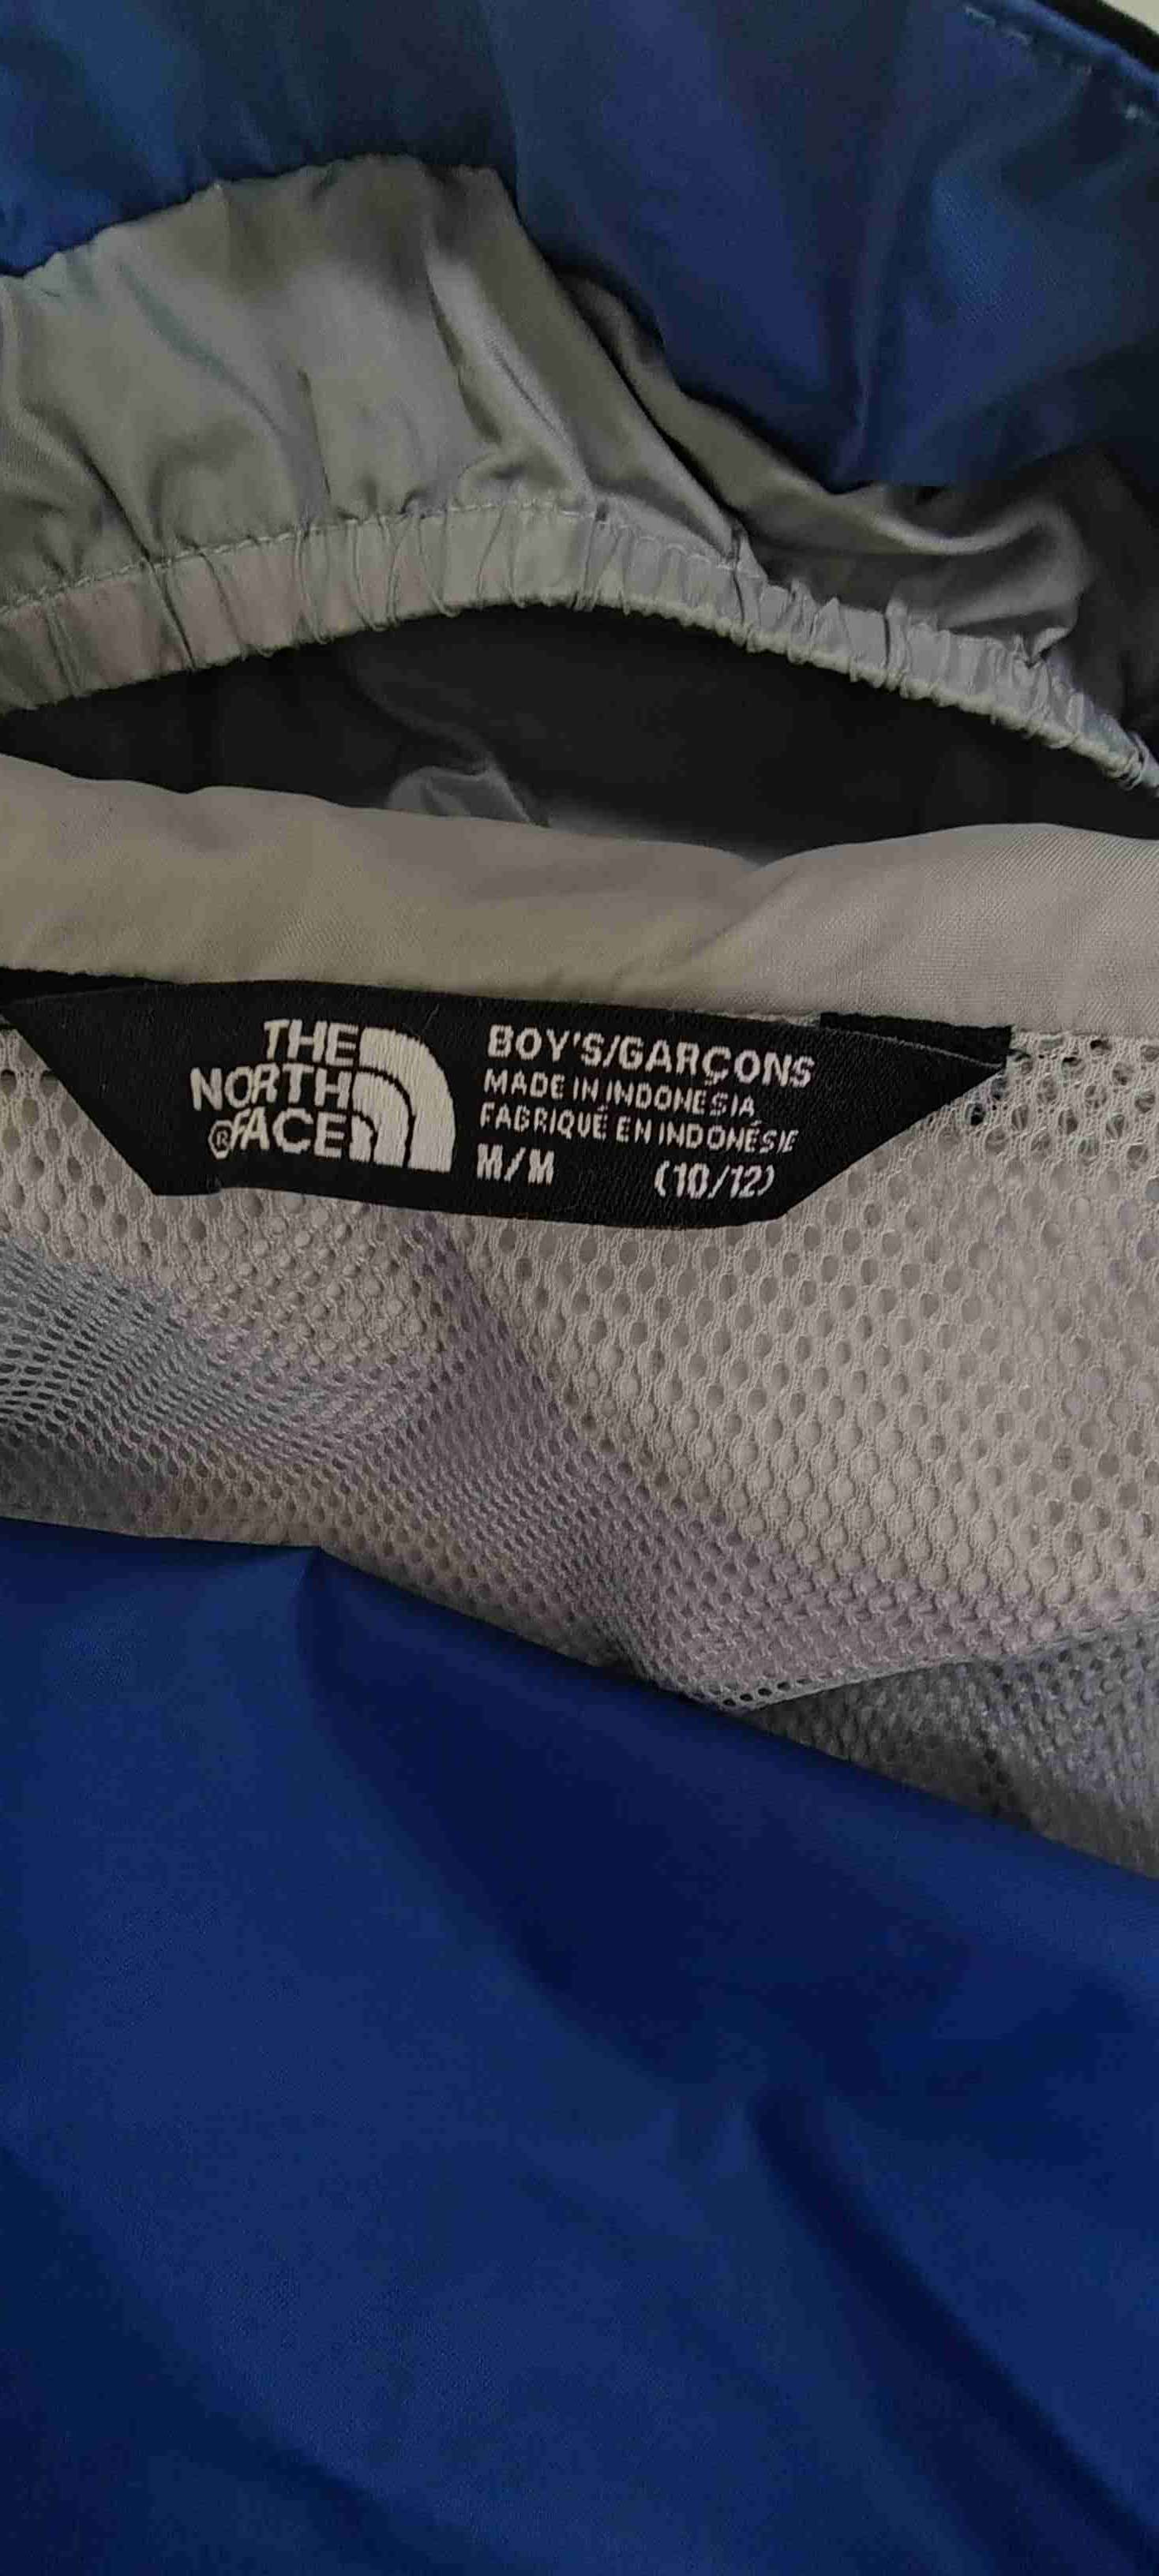 THE
NORTH
®FACE
BOY'S/GARÇONS
MADE IN INDONESIA
FABRIQUÉ EN INDONÉSIE
M/M (10/12)